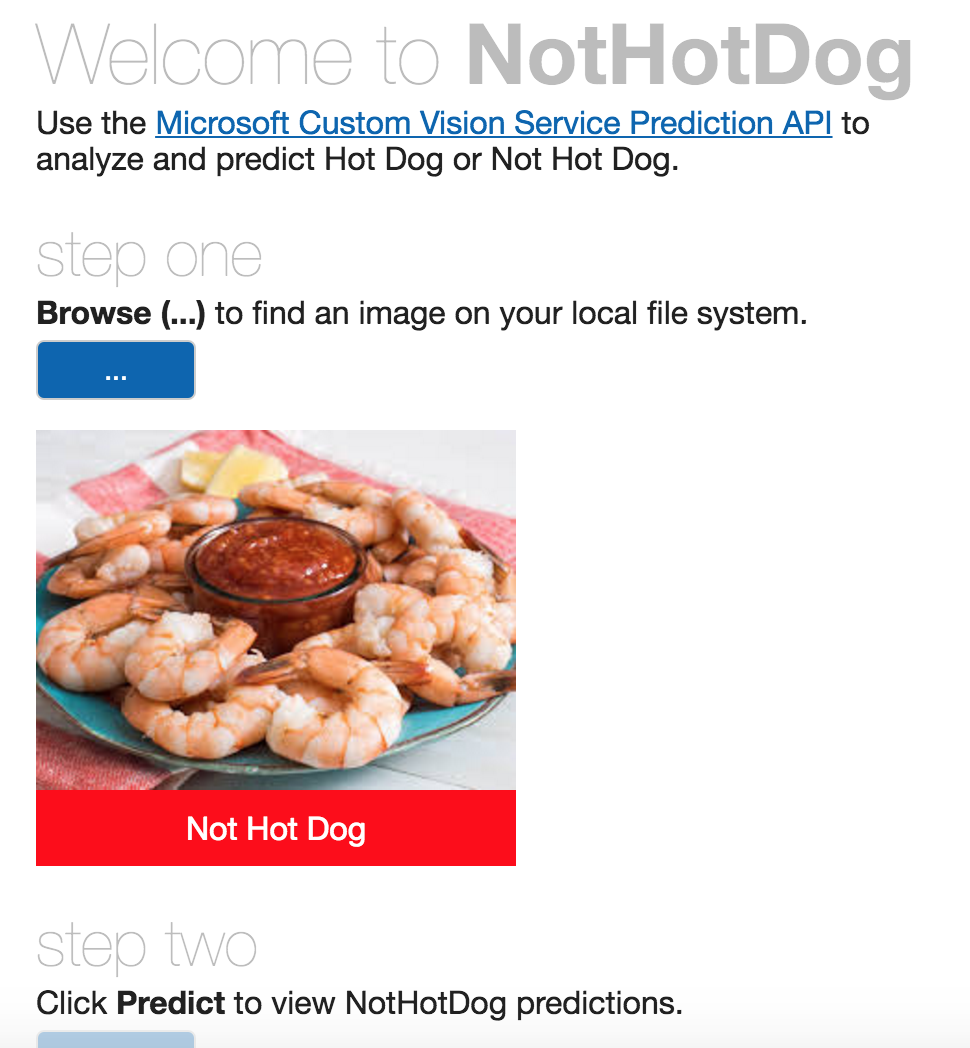 Welcome to NotHotDog
Use the Microsoft Custom Vision Service Prediction API to
analyze and predict Hot Dog or Not Hot Dog.
step one
Browse (...) to find an image on your local file system.
...
Not Hot Dog
step two
Click Predict to view NotHotDog predictions.